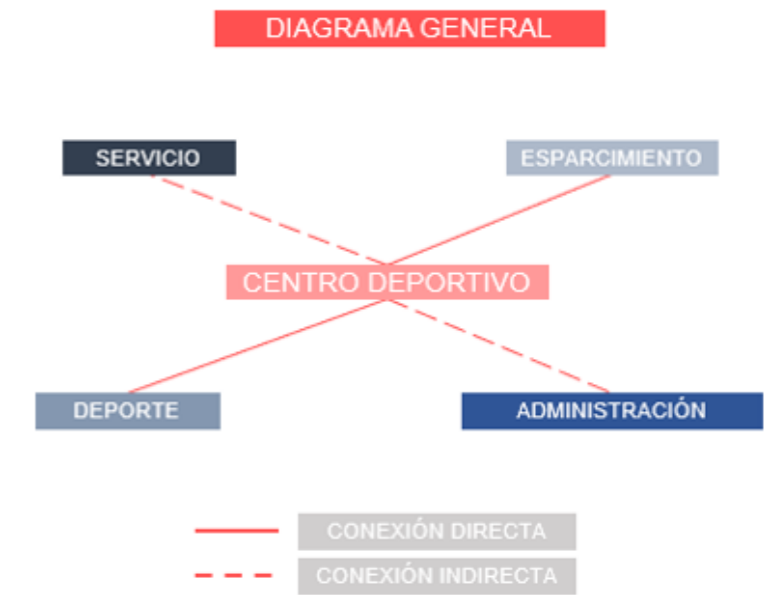 DIAGRAMA GENERAL
SERVICIO
ESPARCIMIENTO
CENTRO DEPORTIVO
DEPORTE
ADMINISTRACIÓN
CONEXIÓN DIRECTA
CONEXIÓN INDIRECTA